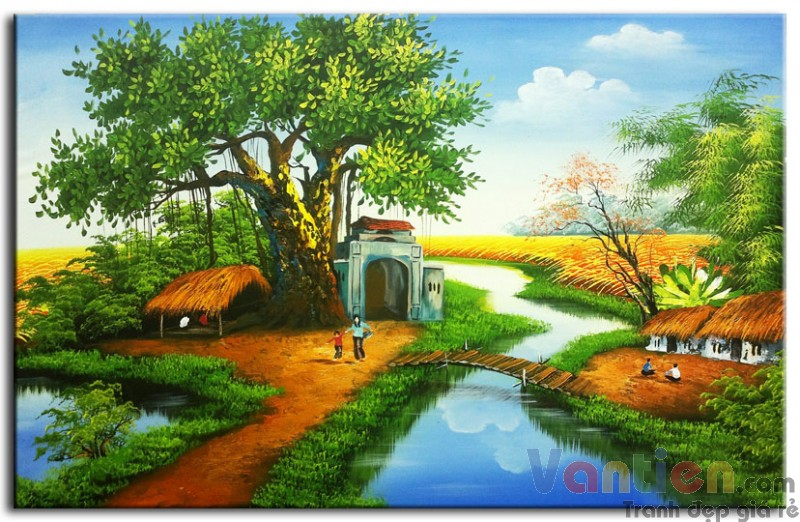 Vantien.com
Tranh đẹp giá rẻ